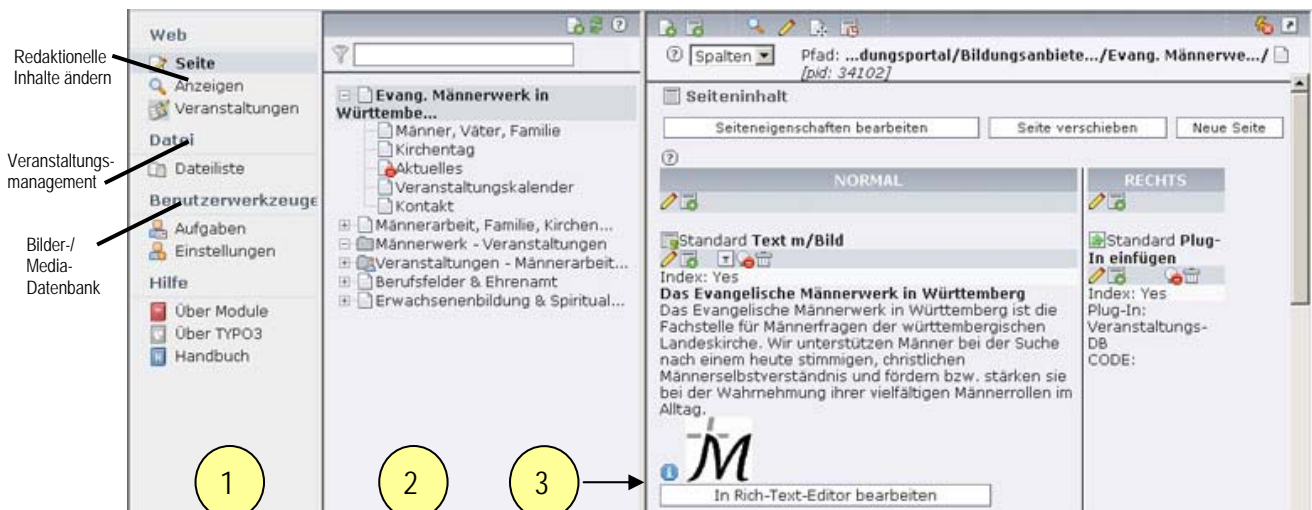 Redaktionelle
Inhalte ändern
Veranstaltungs-
management
Bilder-/
Media-
Datenbank
Web
Seite
Anzeigen
Veranstaltungen
Datei
Dateiliste
Benutzerwerkzeuge
Aufgaben
Einstellungen
Hilfe
Über Module
Über TYPO3
Handbuch
1
Evang. Männerwerk in
Württembe...
Männer, Väter, Familie
Kirchentag
Aktuelles
Veranstaltungskalender
Kontakt
Männerarbeit, Familie, Kirchen...
Männerwerk - Veranstaltungen
Veranstaltungen - Männerarbeit...
Berufsfelder & Ehrenamt
Erwachsenenbildung & Spiritual...
2
3
Spalten
Pfad: ...dungsportal/Bildungsanbiete.../Evang. Männerwe.../
[pid: 34102]
Seiteninhalt
Seiteneigenschaften bearbeiten
Seite verschieben
Neue Seite
NORMAL
Standard Text m/Bild
Index: Yes
Das Evangelische Männerwerk in Württemberg
Das Evangelische Männerwerk in Württemberg ist die
Fachstelle für Männerfragen der württembergischen
Landeskirche. Wir unterstützen Männer bei der Suche
nach einem heute stimmigen, christlichen
Männerselbstverständnis und fördern bzw. stärken sie
bei der Wahrnehmung ihrer vielfältigen Männerrollen im
Alltag.
M
In Rich-Text-Editor bearbeiten
RECHTS
Standard Plug-
In einfügen
Index: Yes
Plug-In:
Veranstaltungs-
DB
CODE: